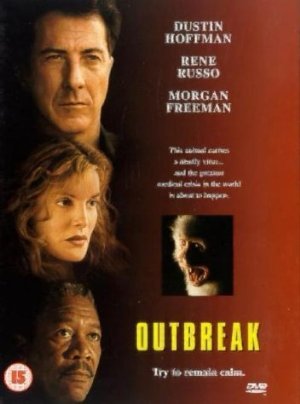 DUSTIN
HOFFMAN
RENE
RUSSO
MORGAN
FREEMAN
This animal carries
a deadly virus...
and the greatest
medical crisis in the world
is about to happen.
OUTBREAK
Try to remain calm.
15
DVD